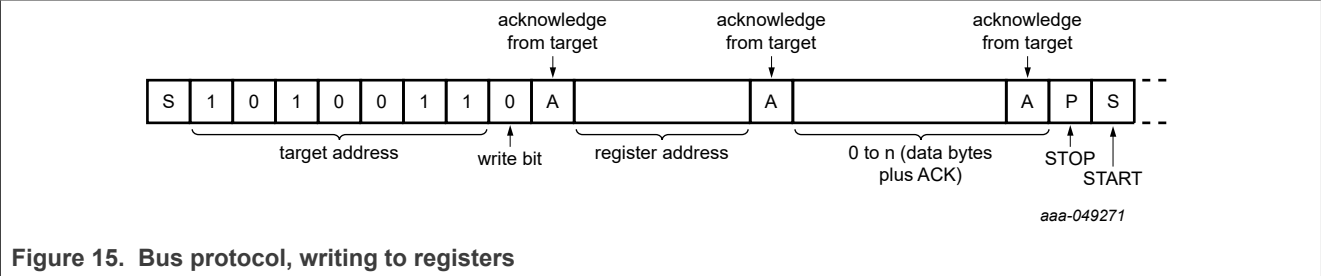 acknowledge acknowledge acknowledge
from target from target from target
S 1 0 1 0 0 1 1 0 A A A P S
target address write bit register address 0 to n (data bytes STOP
plus ACK) START
aaa-049271
Figure 15. Bus protocol, writing to registers